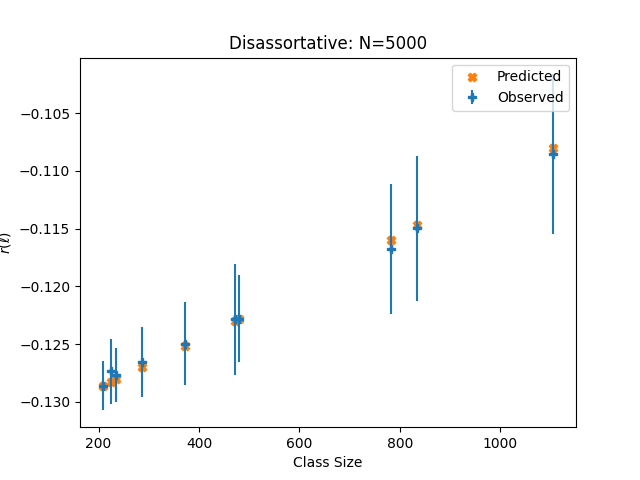 Disassortative: N=5000
Predicted
Observed
−0.105
−0.110
−0.115
−0.120
−0.125
−0.130
r(ℓ)
200 400 600 800 1000
Class Size